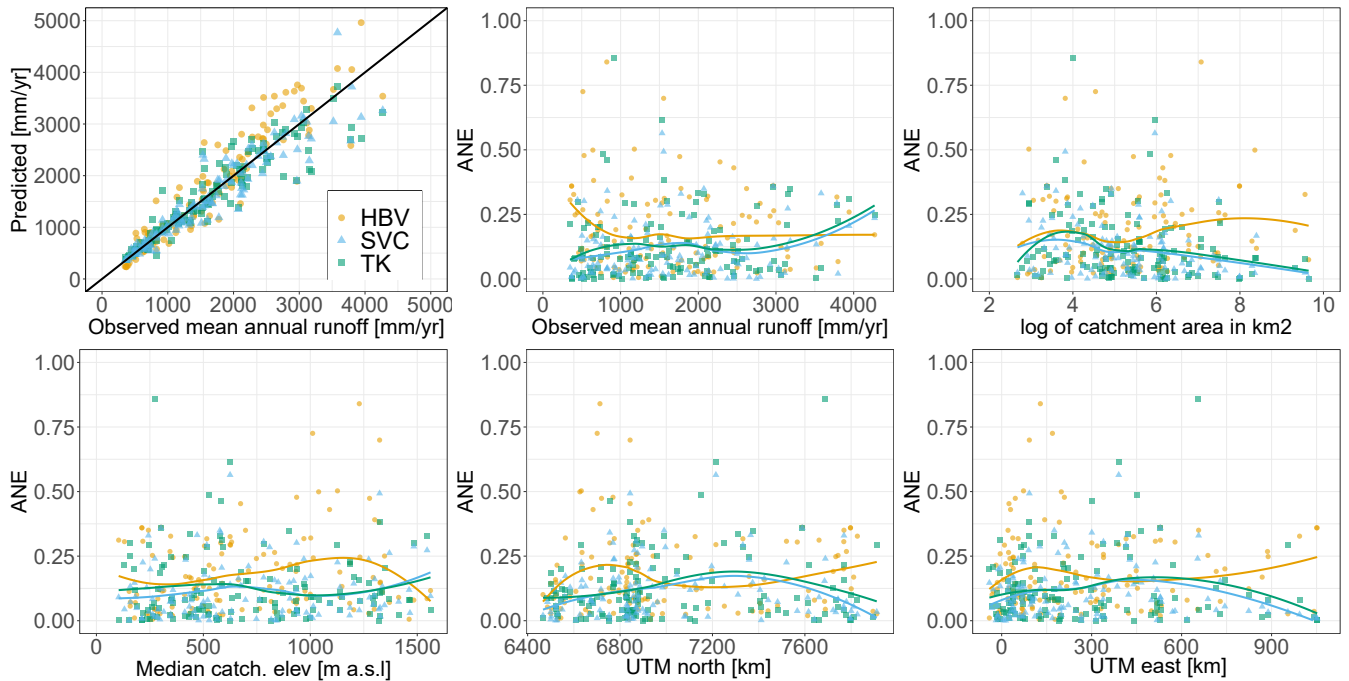 5000
4000
3000
2000
1000
0
Predicted [mm/yr]
HBV
SVC
TK
0 1000 2000 3000 4000 5000
Observed mean annual runoff [mm/yr]
1.00
0.75
0.50
0.25
0.00
ANE
0 1000 2000 3000 4000
Observed mean annual runoff [mm/yr]
1.00
0.75
0.50
0.25
0.00
ANE
2 4 6 8 10
log of catchment area in km2
1.00
0.75
0.50
0.25
0.00
ANE
0 500 1000 1500
Median catch. elev [m a.s.l]
1.00
0.75
0.50
0.25
0.00
ANE
6400 6800 7200 7600
UTM north [km]
1.00
0.75
0.50
0.25
0.00
ANE
0 300 600 900
UTM east [km]